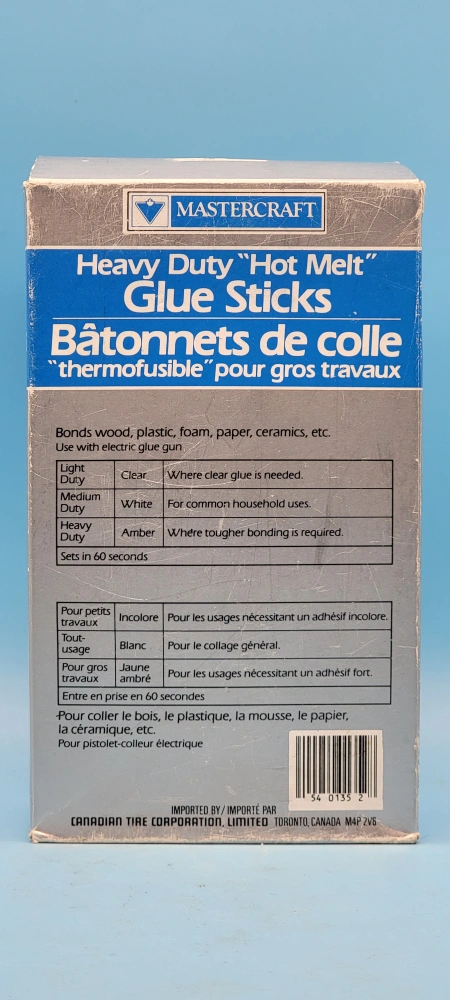 MASTERCRAFT
Heavy Duty "Hot Melt"
Glue Sticks
Bâtonnets de colle
"thermofusible" pour gros travaux
Bonds wood, plastic, foam, paper, ceramics, etc.
Use with electric glue gun
Light Duty Clear Where clear glue is needed.
Medium Duty White For common household uses.
Heavy Duty Amber Where tougher bonding is required.
Sets in 60 seconds
Pour petits travaux Incolore Pour les usages nécessitant un adhésif incolore.
Tout-usage Blanc Pour le collage général.
Pour gros travaux Jaune ambré Pour les usages nécessitant un adhésif fort.
Entre en prise en 60 secondes
Pour coller le bois, le plastique, la mousse, le papier,
la céramique, etc.
Pour pistolet-colleur électrique
54 0135 2
IMPORTED BY/IMPORTÉ PAR
CANADIAN TIRE CORPORATION, LIMITED TORONTO, CANADA M4P 2V8